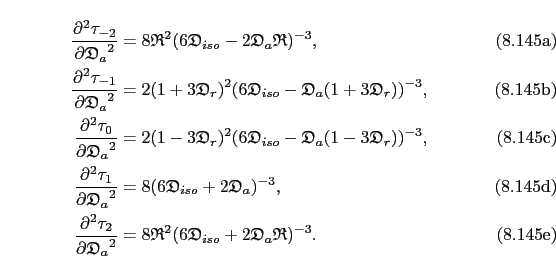 ∂²τ₋₂/∂𝔇ₐ² = 8ℜ²(6𝔇ᵢₛₒ − 2𝔇ₐℜ)⁻³, (8.145a)
∂²τ₋₁/∂𝔇ₐ² = 2(1 + 3𝔇ᵣ)²(6𝔇ᵢₛₒ − 𝔇ₐ(1 + 3𝔇ᵣ))⁻³, (8.145b)
∂²τ₀/∂𝔇ₐ² = 2(1 − 3𝔇ᵣ)²(6𝔇ᵢₛₒ − 𝔇ₐ(1 − 3𝔇ᵣ))⁻³, (8.145c)
∂²τ₁/∂𝔇ₐ² = 8(6𝔇ᵢₛₒ + 2𝔇ₐ)⁻³, (8.145d)
∂²τ₂/∂𝔇ₐ² = 8ℜ²(6𝔇ᵢₛₒ + 2𝔇ₐℜ)⁻³. (8.145e)